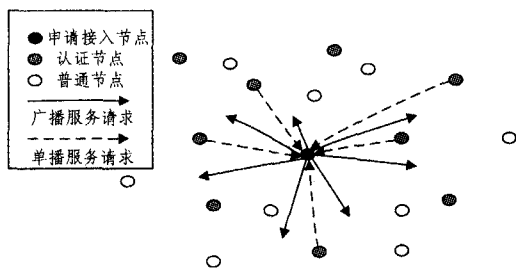 申请接入节点
认证节点
普通节点
广播服务请求
单播服务请求